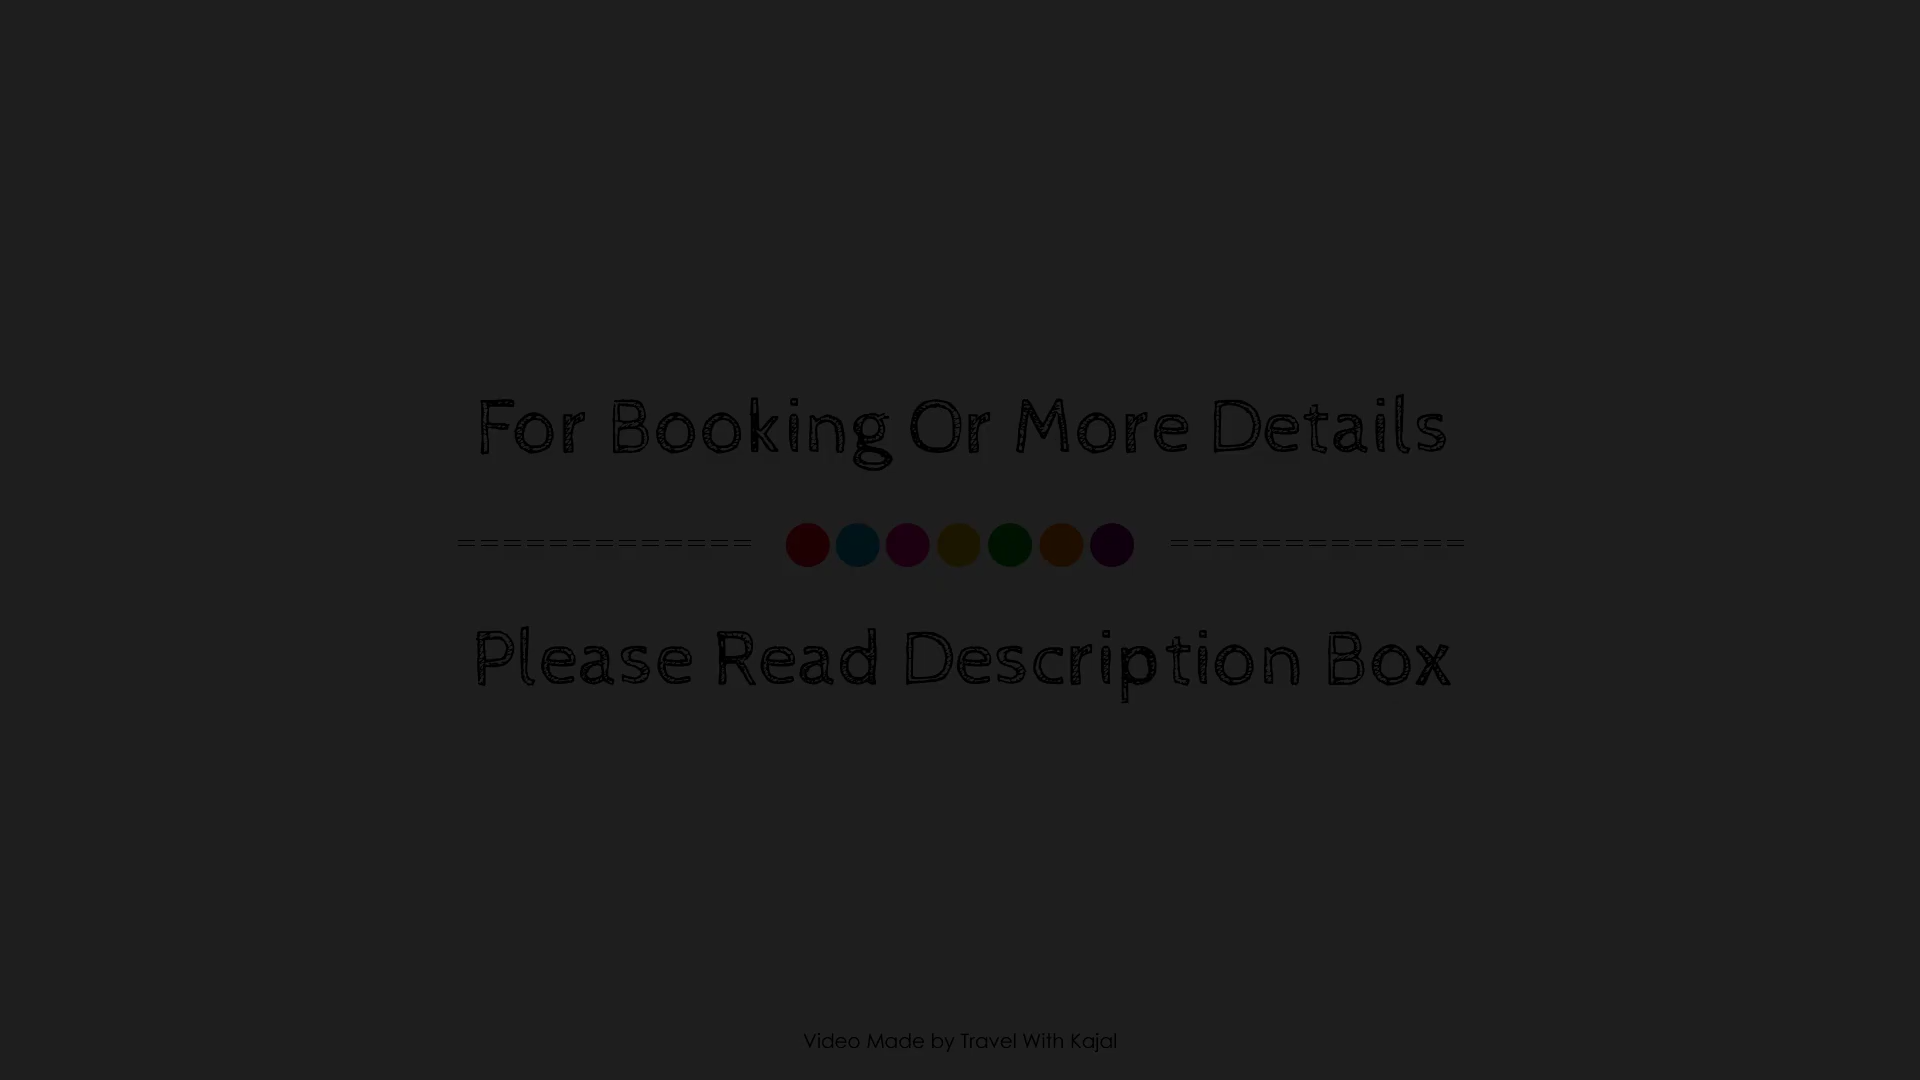 For Booking Or More Details
============= =============
Please Read Description Box
Video Made by Travel With Kajal